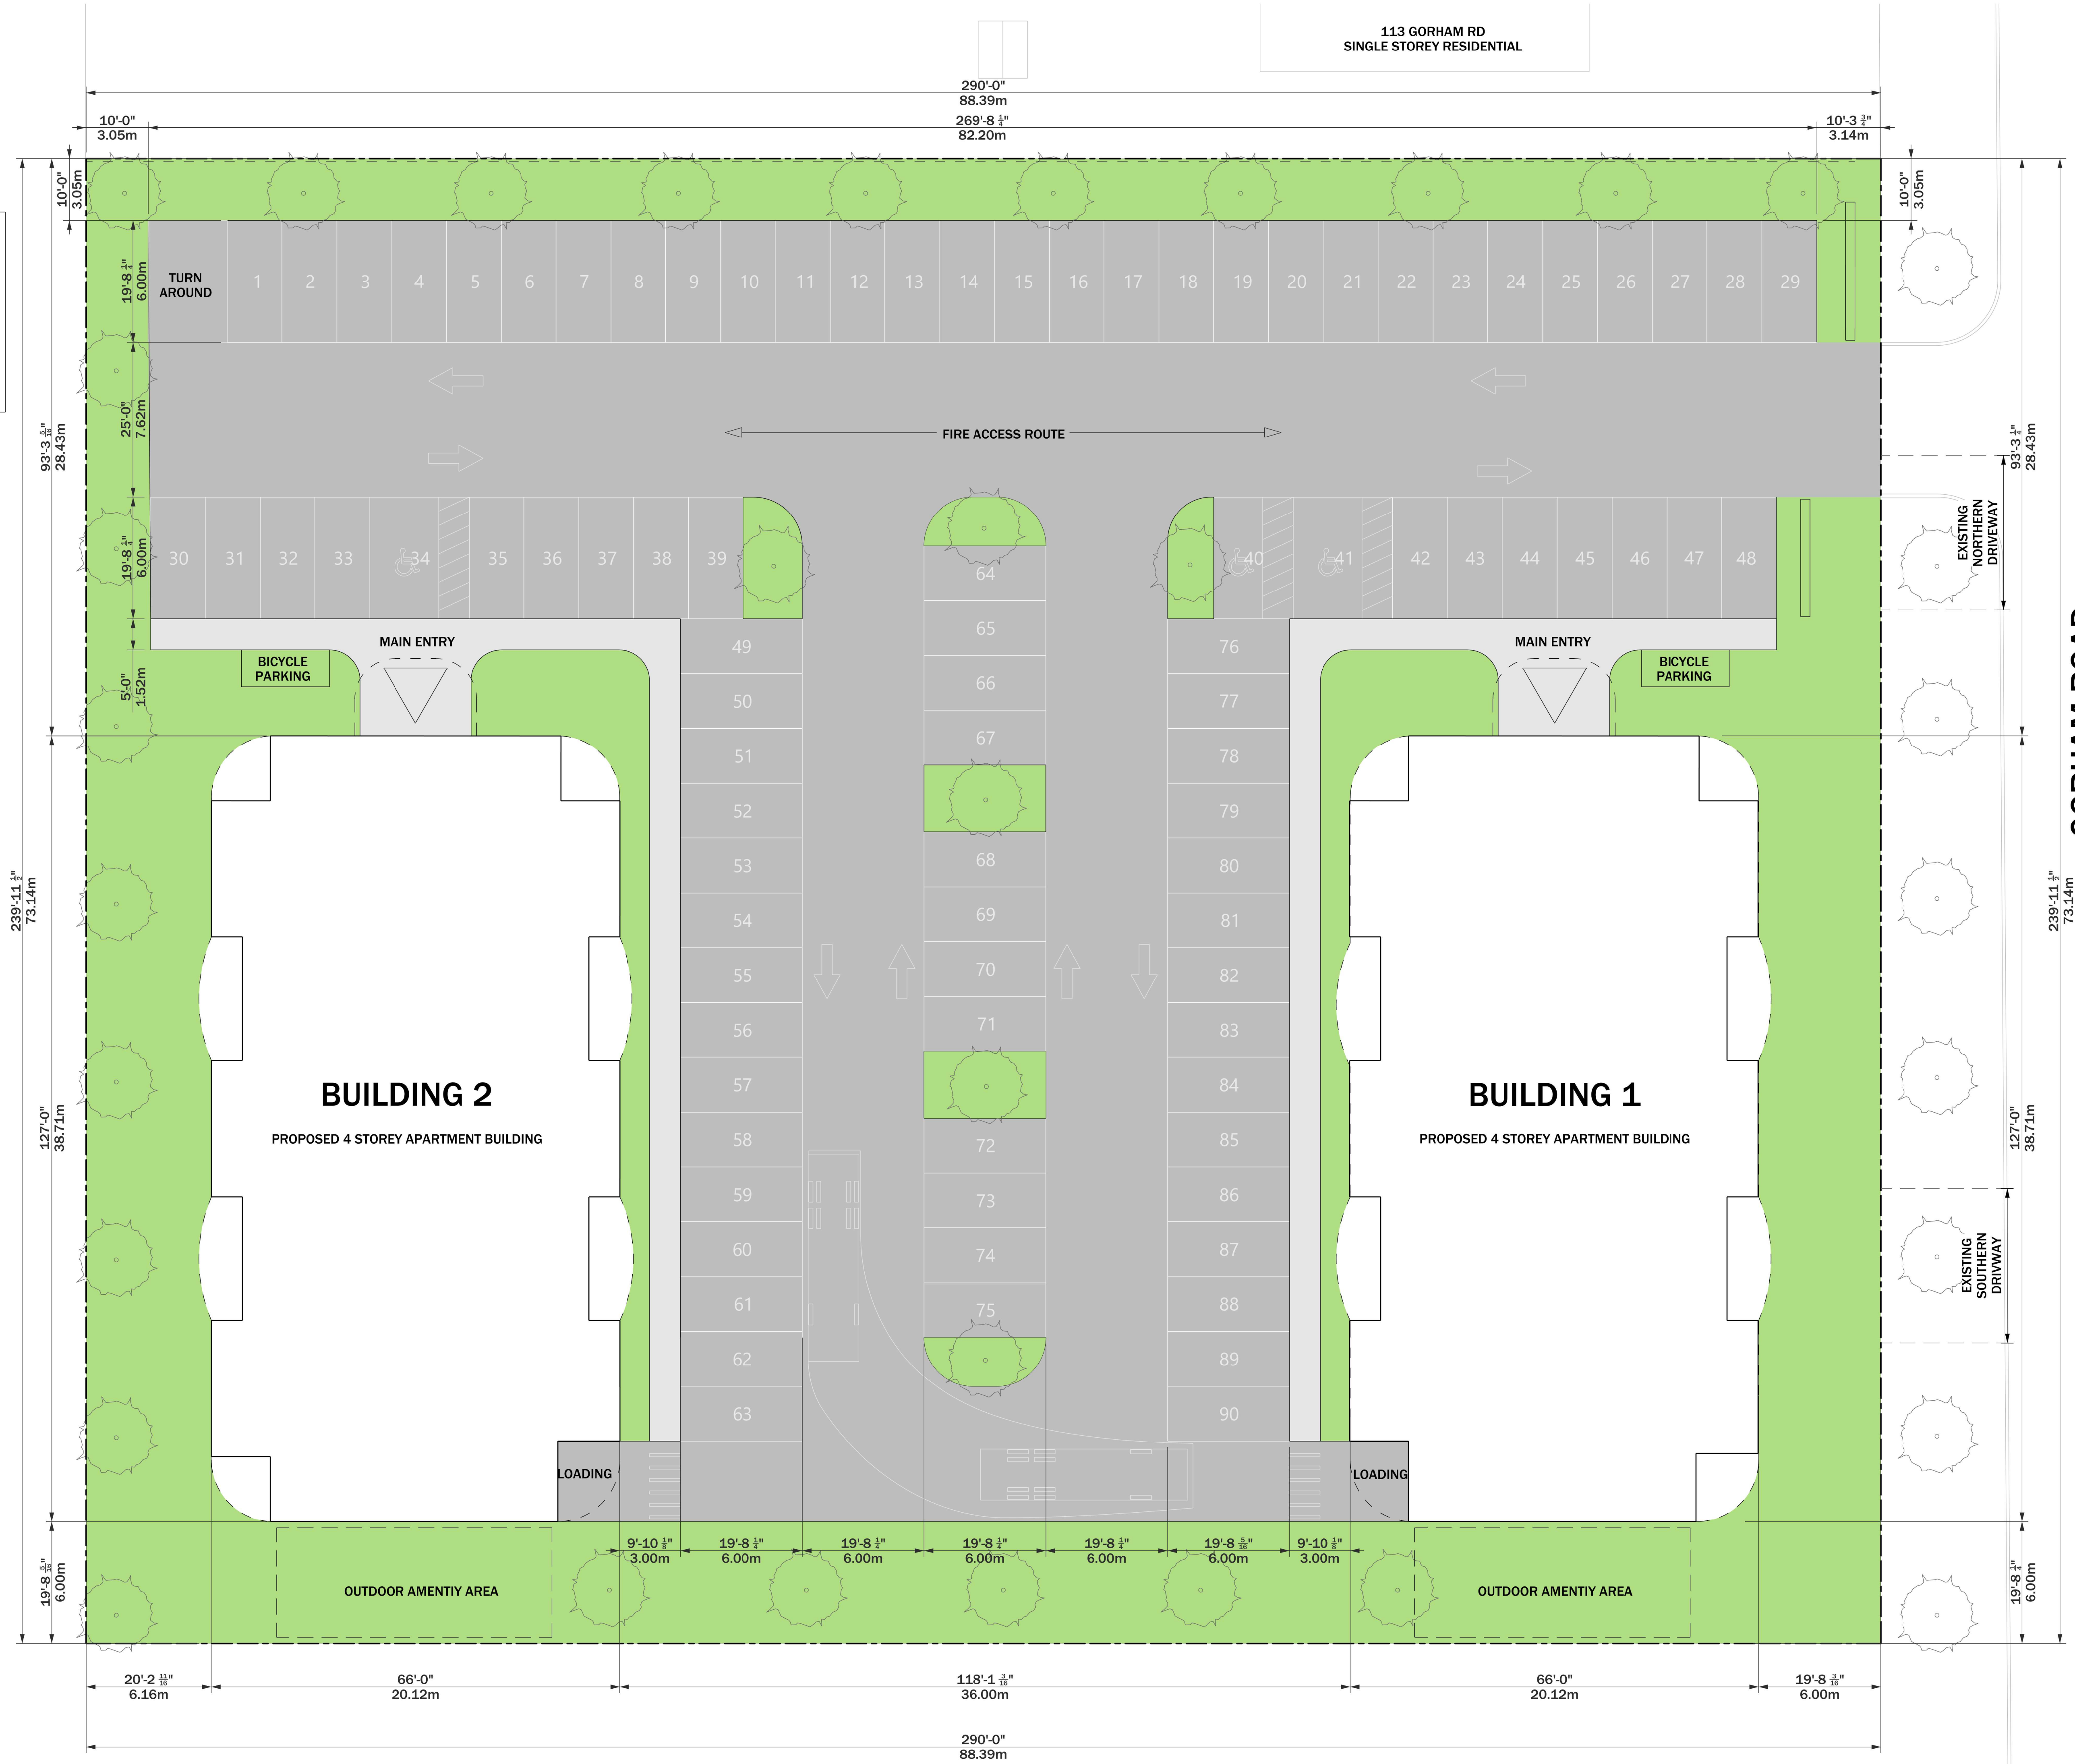 113 GORHAM RD
SINGLE STOREY RESIDENTIAL
290'-0"
88.39m
10'-0"
3.05m
269'-8 1/4"
82.20m
10'-3 3/4"
3.14m
10'-0"
3.05m
10'-0"
3.05m
19'-8 1/4"
6.00m
TURN
AROUND
1 2 3 4 5 6 7 8 9 10 11 12 13 14 15 16 17 18 19 20 21 22 23 24 25 26 27 28 29
25'-0"
7.62m
FIRE ACCESS ROUTE
93'-3 5/16"
28.43m
93'-3 1/4"
28.43m
19'-8 1/4"
6.00m
30 31 32 33 34 35 36 37 38 39
40 41 42 43 44 45 46 47 48
EXISTING
NORTHERN
DRIVEWAY
5'-0"
1.52m
MAIN ENTRY
BICYCLE
PARKING
MAIN ENTRY
BICYCLE
PARKING
49
50
51
52
53
54
55
56
57
58
59
60
61
62
63
64
65
66
67
68
69
70
71
72
73
74
75
76
77
78
79
80
81
82
83
84
85
86
87
88
89
90
239'-11 1/2"
73.14m
239'-11 1/2"
73.14m
127'-0"
38.71m
127'-0"
38.71m
BUILDING 2
PROPOSED 4 STOREY APARTMENT BUILDING
BUILDING 1
PROPOSED 4 STOREY APARTMENT BUILDING
EXISTING
SOUTHERN
DRIVWAY
LOADING
LOADING
9'-10 1/8"
3.00m
19'-8 1/4"
6.00m
19'-8 1/4"
6.00m
19'-8 1/4"
6.00m
19'-8 1/4"
6.00m
19'-8 5/16"
6.00m
9'-10 1/8"
3.00m
19'-8 5/16"
6.00m
19'-8 1/4"
6.00m
OUTDOOR AMENTIY AREA
OUTDOOR AMENTIY AREA
20'-2 11/16"
6.16m
66'-0"
20.12m
118'-1 3/16"
36.00m
66'-0"
20.12m
19'-8 3/16"
6.00m
290'-0"
88.39m